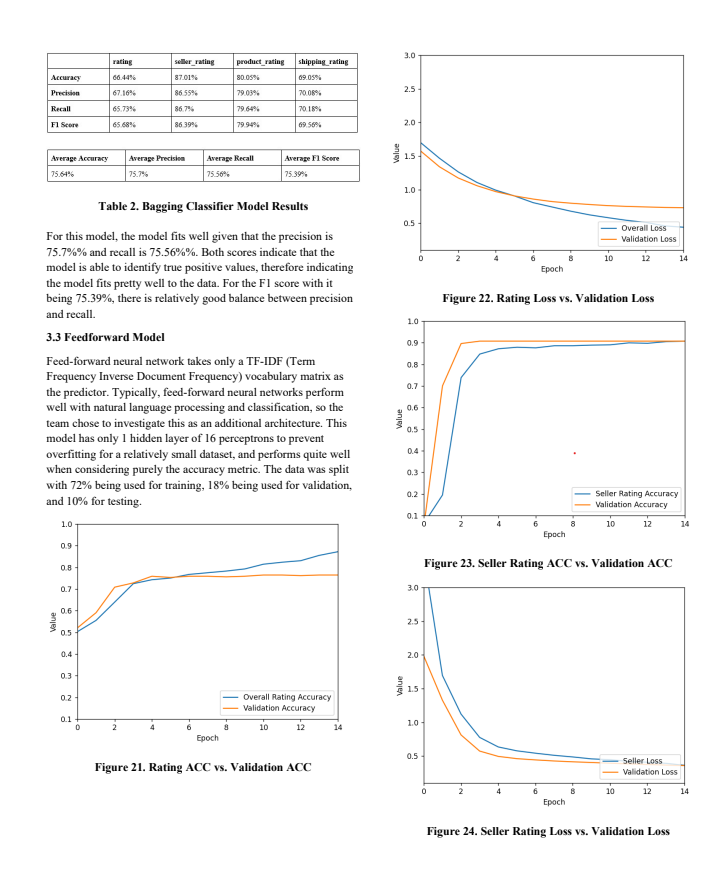 rating seller_rating product_rating shipping_rating
Accuracy 66.44% 87.01% 80.05% 69.05%
Precision 67.16% 86.55% 79.03% 70.08%
Recall 65.73% 86.7% 79.64% 70.18%
F1 Score 65.68% 86.39% 79.94% 69.56%
Average Accuracy Average Precision Average Recall Average F1 Score
75.64% 75.7% 75.56% 75.39%
Table 2. Bagging Classifier Model Results
For this model, the model fits well given that the precision is
75.7%% and recall is 75.56%%. Both scores indicate that the
model is able to identify true positive values, therefore indicating
the model fits pretty well to the data. For the F1 score with it
being 75.39%, there is relatively good balance between precision
and recall.
3.3 Feedforward Model
Feed-forward neural network takes only a TF-IDF (Term
Frequency Inverse Document Frequency) vocabulary matrix as
the predictor. Typically, feed-forward neural networks perform
well with natural language processing and classification, so the
team chose to investigate this as an additional architecture. This
model has only 1 hidden layer of 16 perceptrons to prevent
overfitting for a relatively small dataset, and performs quite well
when considering purely the accuracy metric. The data was split
with 72% being used for training, 18% being used for validation,
and 10% for testing.
1.0
0.9
0.8
0.7
0.6
0.5
0.4
0.3
0.2
0.1
Value
Overall Rating Accuracy
Validation Accuracy
0 2 4 6 8 10 12 14
Epoch
Figure 21. Rating ACC vs. Validation ACC
3.0
2.5
2.0
1.5
1.0
0.5
Value
Overall Loss
Validation Loss
0 2 4 6 8 10 12 14
Epoch
Figure 22. Rating Loss vs. Validation Loss
1.0
0.9
0.8
0.7
0.6
0.5
0.4
0.3
0.2
0.1
Value
Seller Rating Accuracy
Validation Accuracy
0 2 4 6 8 10 12 14
Epoch
Figure 23. Seller Rating ACC vs. Validation ACC
3.0
2.5
2.0
1.5
1.0
0.5
Value
Seller Loss
Validation Loss
0 2 4 6 8 10 12 14
Epoch
Figure 24. Seller Rating Loss vs. Validation Loss